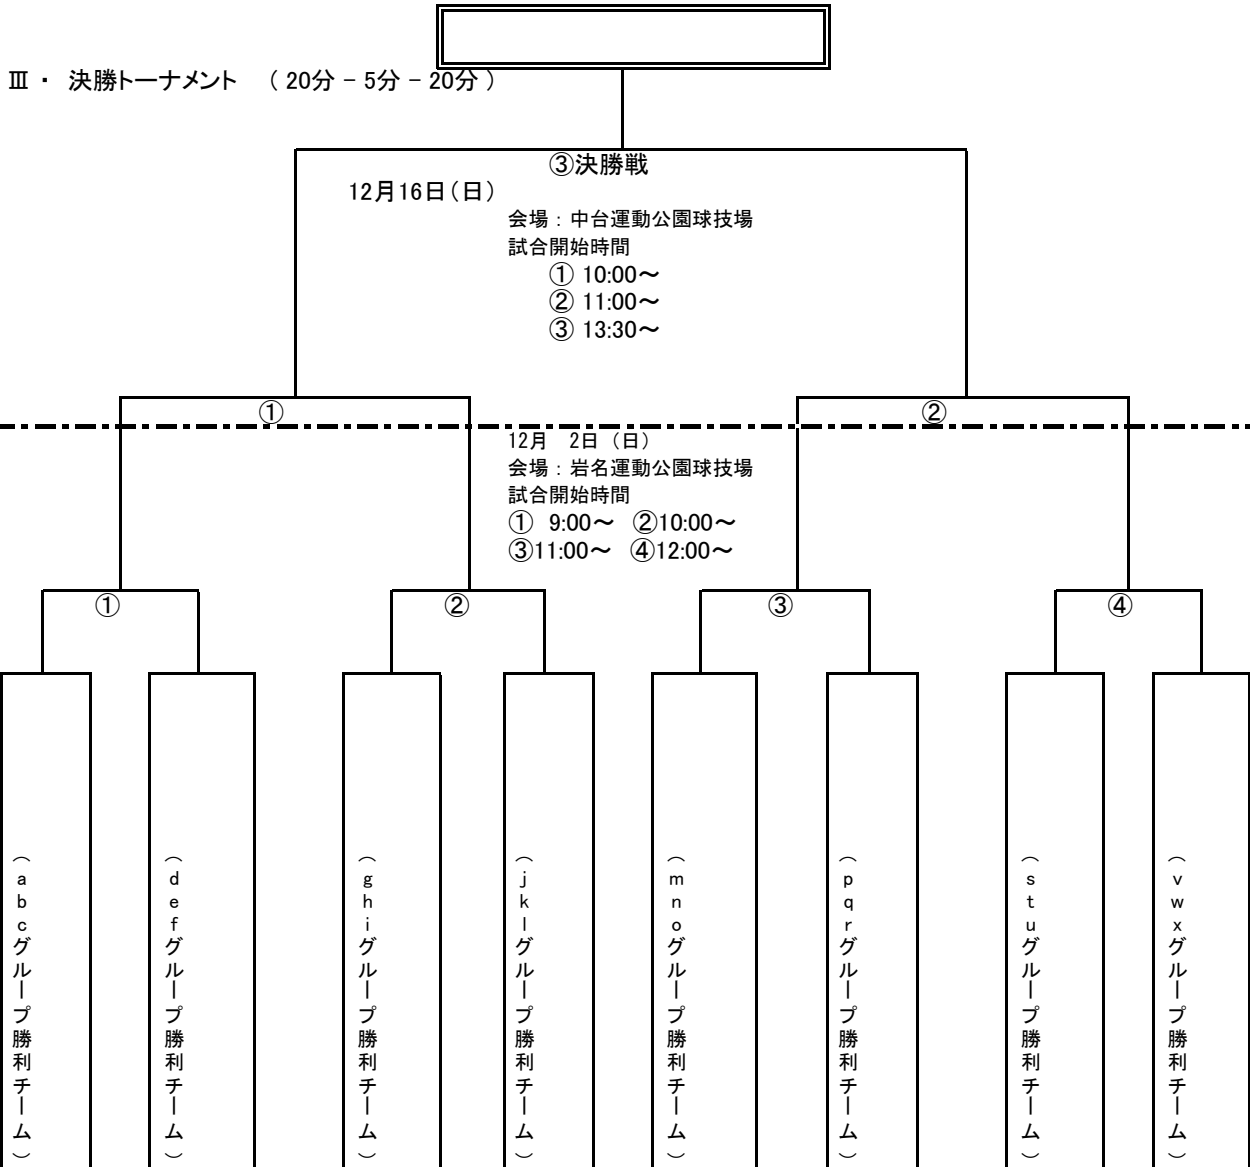 Ⅲ ・ 決勝トーナメント （ 20分 － 5分 － 20分 ）
③決勝戦
12月16日（日）
会場：中台運動公園球技場
試合開始時間
① 10:00～
② 11:00～
③ 13:30～
① ②
12月 2日（日）
会場：岩名運動公園球技場
試合開始時間
① 9:00～ ②10:00～
③11:00～ ④12:00～
① ② ③ ④
（abcグループ勝利チーム）
（defグループ勝利チーム）
（ghiグループ勝利チーム）
（jklグループ勝利チーム）
（mnoグループ勝利チーム）
（pqrグループ勝利チーム）
（stuグループ勝利チーム）
（vwxグループ勝利チーム）